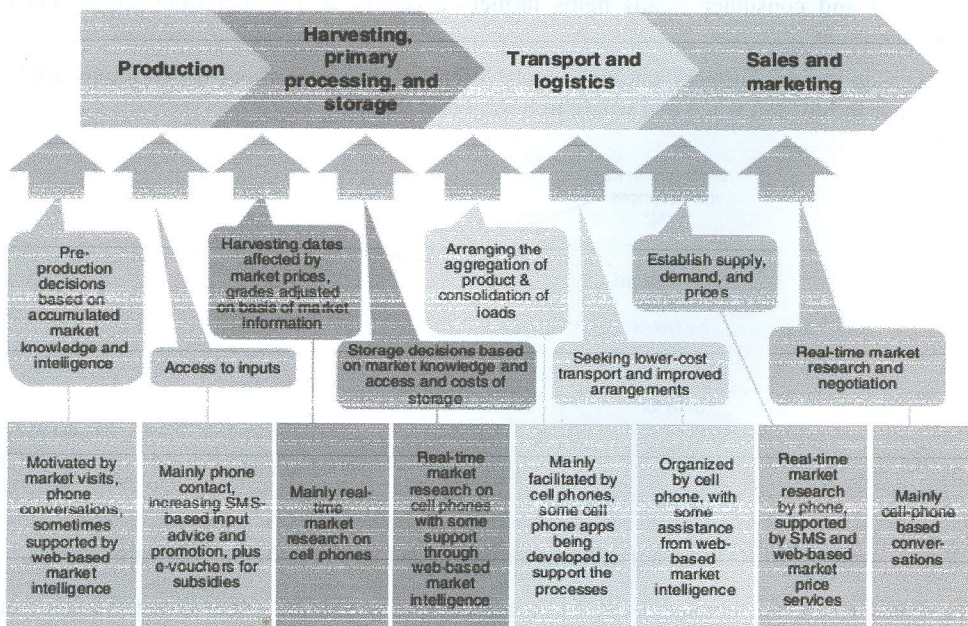 Production
Harvesting,
primary
processing, and
storage
Transport and
logistics
Sales and
marketing
Pre-
production
decisions
based on
accumulated
market
knowledge and
intelligence
Access to inputs
Harvesting dates
affected by
market prices,
grades adjusted
on basis of market
information
Storage decisions based
on market knowledge and
access and costs of
storage
Arranging the
aggregation of
product &
consolidation of
loads
Seeking lower-cost
transport and improved
arrangements
Establish supply,
demand, and
prices
Real-time market
research and
negotiation
Motivated by
market visits,
phone
conversations,
sometimes
supported by
web-based
market
intelligence
Mainly phone
contact,
increasing SMS-
based input
advice and
promotion, plus
e-vouchers for
subsidies
Mainly real-
time
market
research on
cell phones
Real-time
market
research on
cell phones
with some
support
through
web-based
market
intelligence
Mainly
facilitated by
cell phones,
some cell
phone apps
being
developed to
support the
processes
Organized
by cell
phone, with
some
assistance
from web-
based
market
intelligence
Real-time
market
research
by phone,
supported
by SMS and
web-based
market
price
services
Mainly
cell-phone
based
conver-
sations